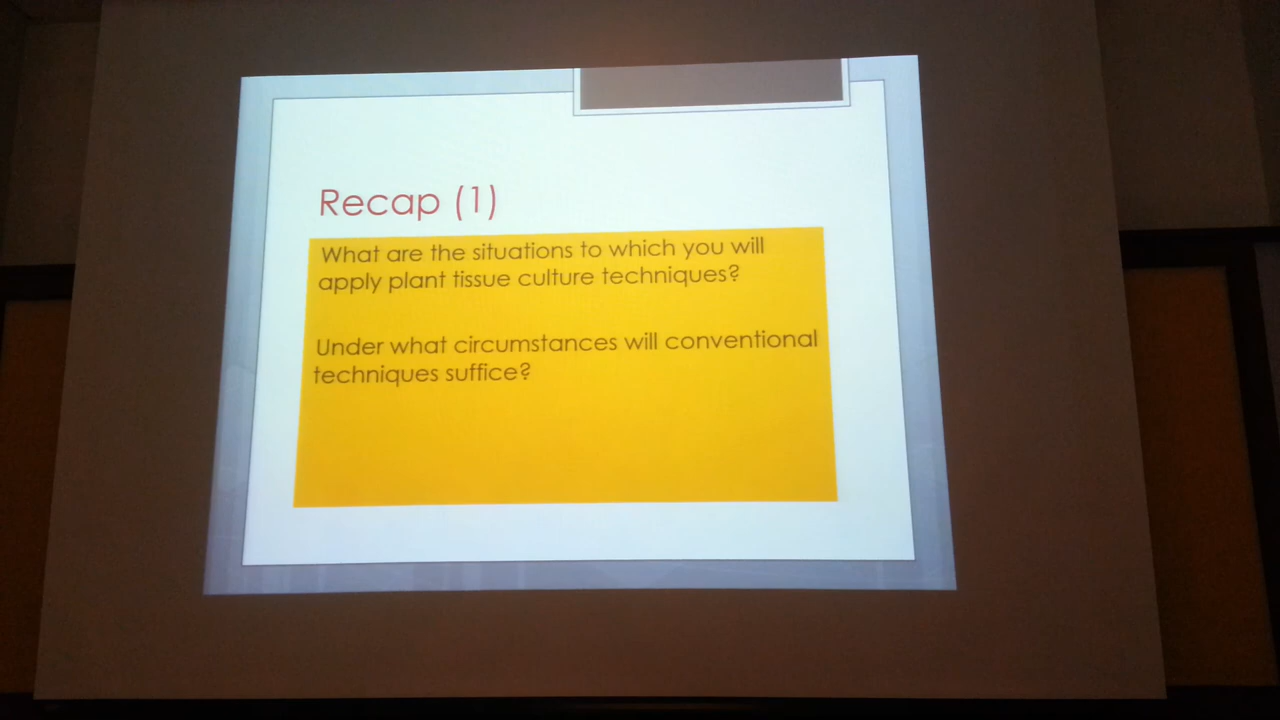 Recap (1)
What are the situations to which you will
apply plant tissue culture techniques?
Under what circumstances will conventional
techniques suffice?